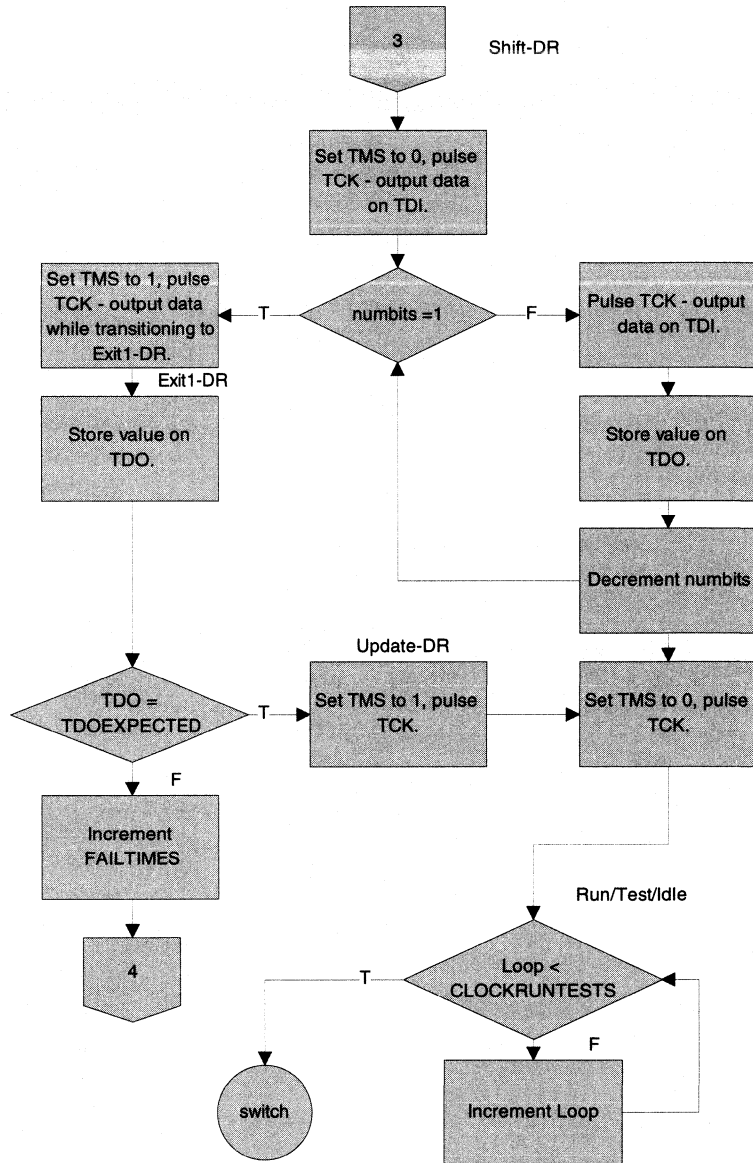 3
Shift-DR
Set TMS to 0, pulse
TCK - output data
on TDI.
Set TMS to 1, pulse
TCK - output data
while transitioning to
Exit1-DR.
T
numbits =1
F
Pulse TCK - output
data on TDI.
Exit1-DR
Store value on
TDO.
Store value on
TDO.
Decrement numbits
Update-DR
TDO =
TDOEXPECTED
T
Set TMS to 1, pulse
TCK.
Set TMS to 0, pulse
TCK.
F
Increment
FAILTIMES
Run/Test/Idle
4
Loop <
CLOCKRUNTESTS
T
F
switch
Increment Loop